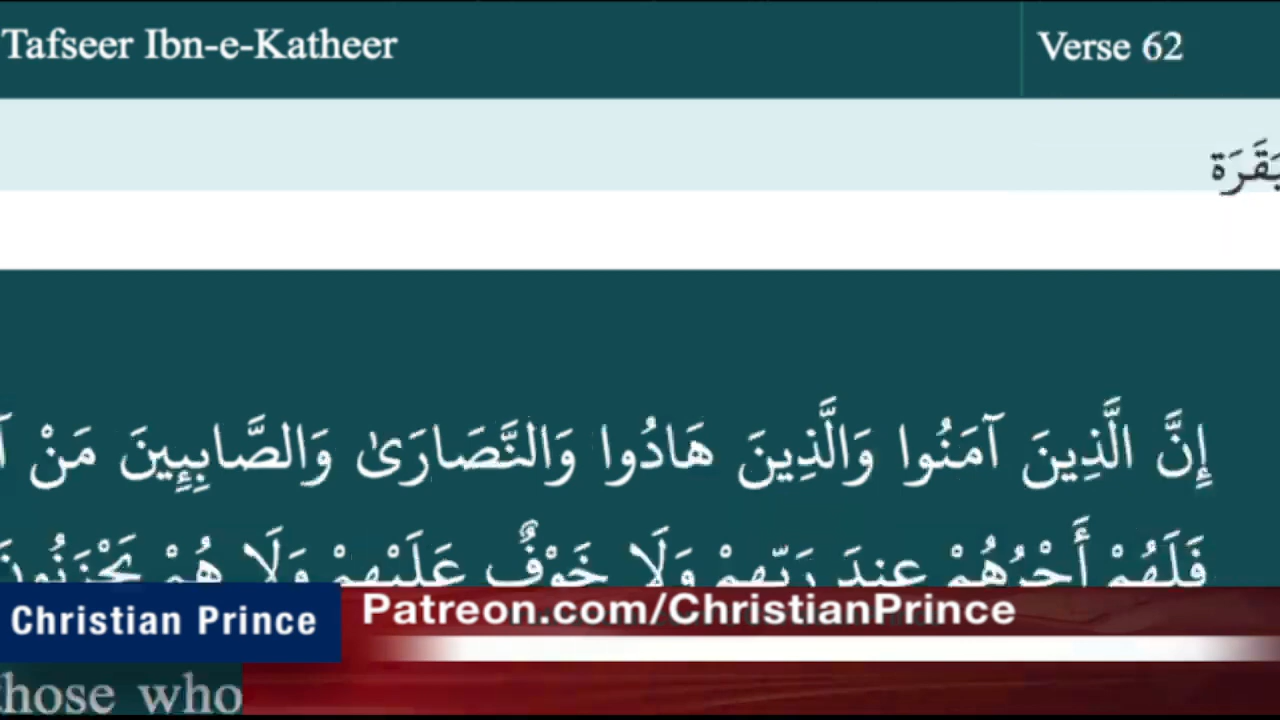 Tafseer Ibn-e-Katheer
Verse 62
بَقَرَة
إِنَّ الَّذِينَ آمَنُوا وَالَّذِينَ هَادُوا وَالنَّصَارَىٰ وَالصَّابِئِينَ مَنْ
فَلَهُمْ أَجْرُهُمْ عِندَ رَبِّهِمْ وَلَا خَوْفٌ عَلَيْهِمْ وَلَا هُمْ يَحْزَنُونَ
Christian Prince
Patreon.com/ChristianPrince
hose who